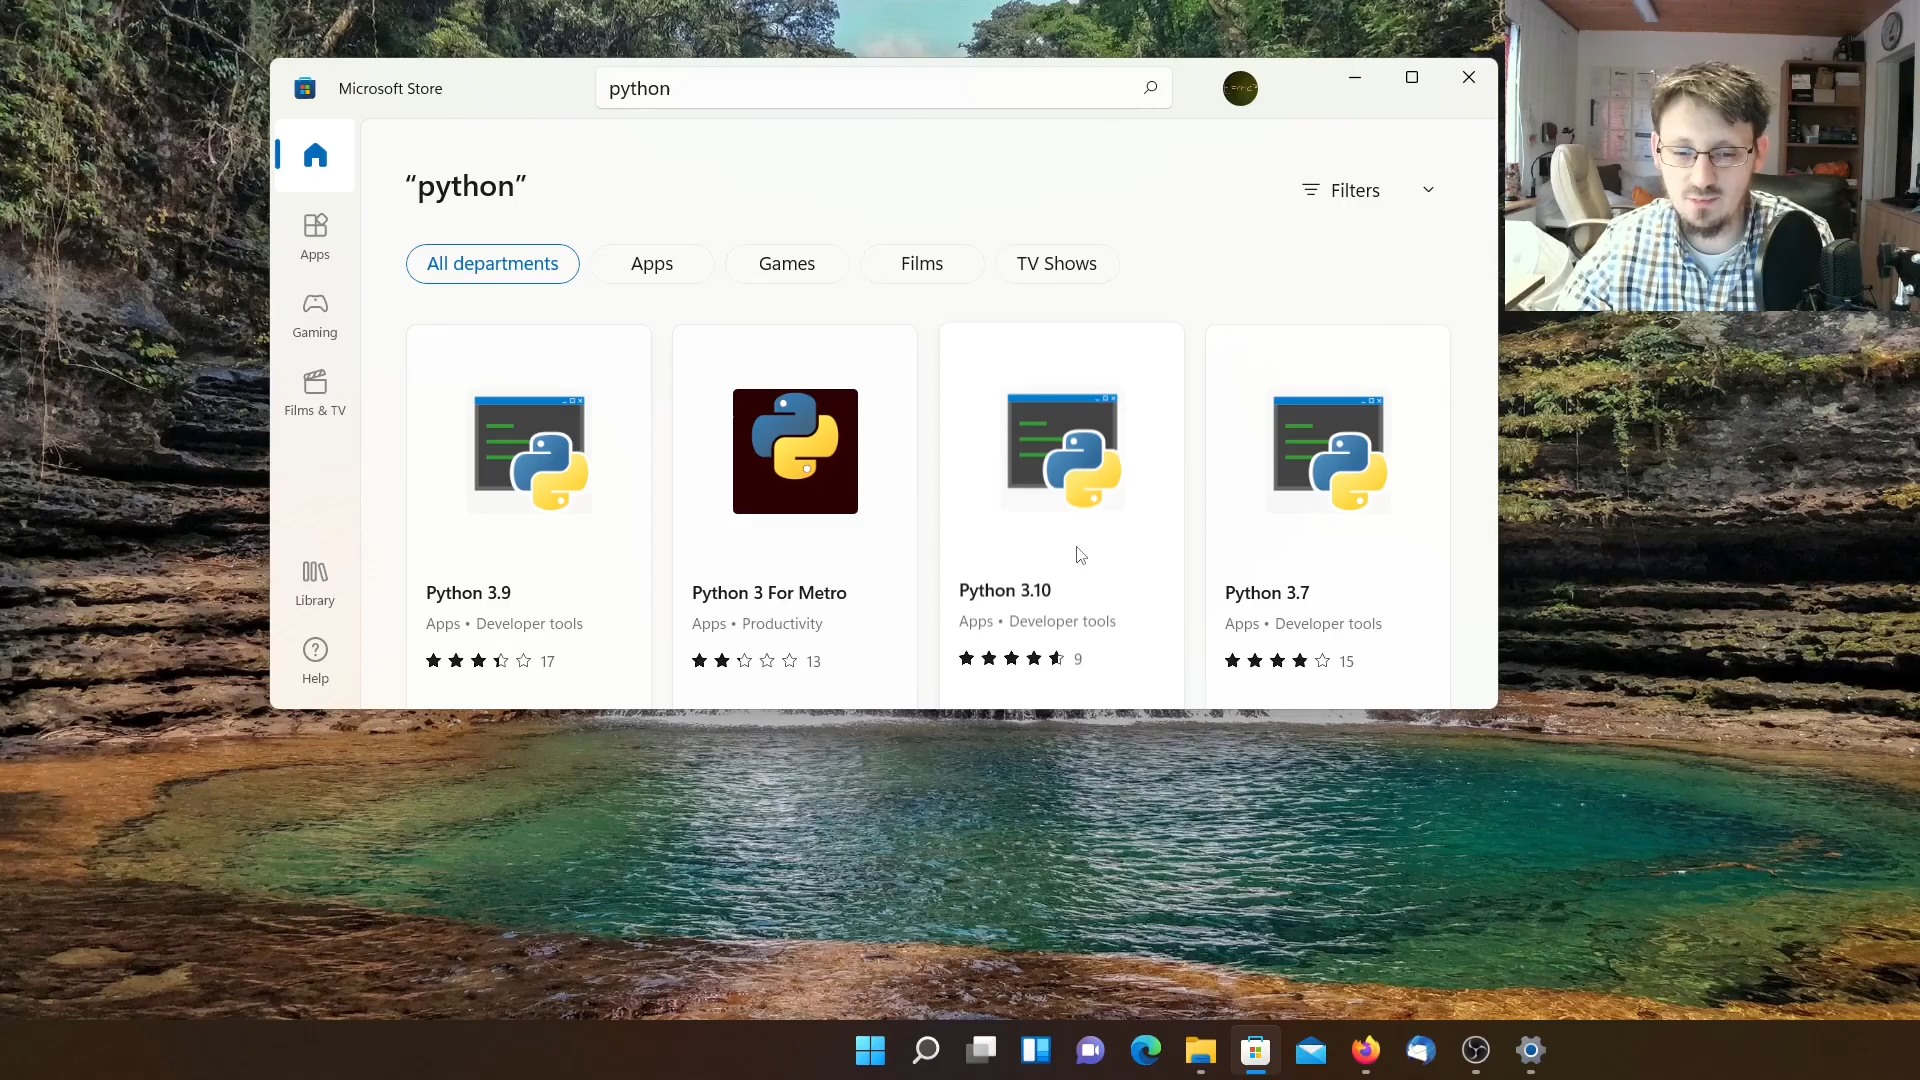 Microsoft Store
python
“python”
Filters
All departments
Apps
Games
Films
TV Shows
Apps
Gaming
Films & TV
Library
Help
Python 3.9
Apps • Developer tools
17
Python 3 For Metro
Apps • Productivity
13
Python 3.10
Apps • Developer tools
9
Python 3.7
Apps • Developer tools
15